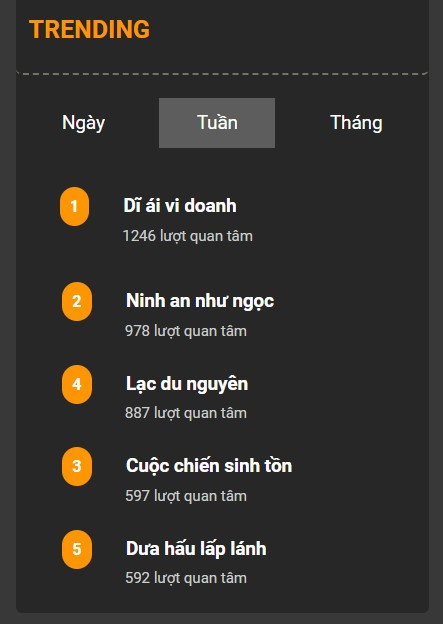 TRENDING
Ngày Tuần Tháng
1 Dĩ ái vi doanh
1246 lượt quan tâm
2 Ninh an như ngọc
978 lượt quan tâm
4 Lạc du nguyên
887 lượt quan tâm
3 Cuộc chiến sinh tồn
597 lượt quan tâm
5 Dưa hấu lấp lánh
592 lượt quan tâm